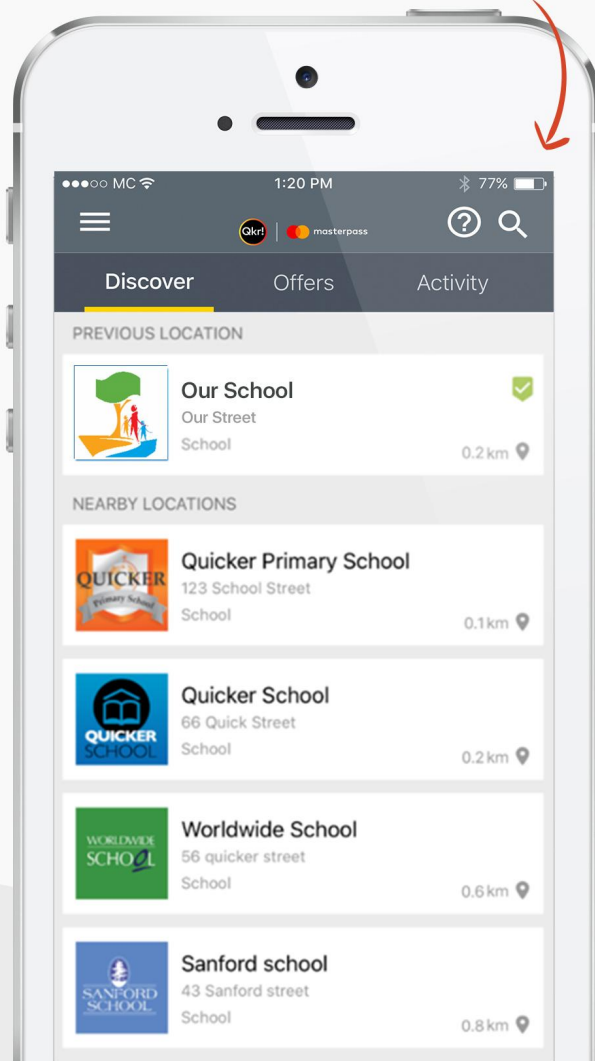 MC 1:20 PM 77%
Qkr! masterpass
Discover Offers Activity
PREVIOUS LOCATION
Our School
Our Street
School
0.2 km
NEARBY LOCATIONS
QUICKER
Primary School
Quicker Primary School
123 School Street
School
0.1 km
QUICKER
SCHOOL
Quicker School
66 Quick Street
School
0.2 km
WORLDWIDE
SCHOOL
Worldwide School
56 quicker street
School
0.6 km
SANFORD
SCHOOL
Sanford school
43 Sanford street
School
0.8 km